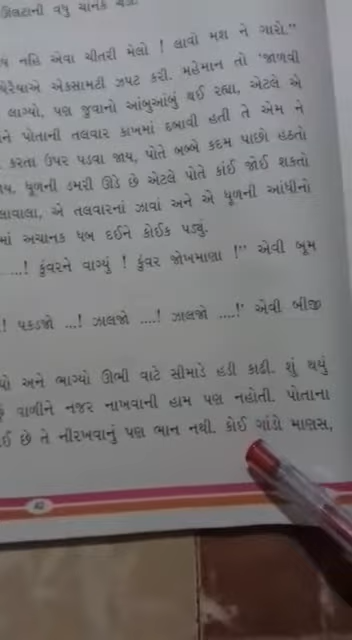 ચાનક
ય નહિ એવા ચીતરી મેલો ! લાવો મશ ને ગારો.”
ઘેરૈયાએ એકસામટી ઝપટ કરી. મહેમાન તો ‘જાળવી
લાગ્યો, પણ જુવાનો આંબુઆંબું થઈ રહ્યા, એટલે એ
ને પોતાની તલવાર કાખમાં દબાવી હતી તે એમ ને
કરતા ઉપર પડવા જાય, પોતે બબ્બે કદમ પાછો હઠતો
ય. ધૂળની ડમરી ઊડે છે એટલે પોતે કાંઈ જોઈ શકતો
લાવાલા, એ તલવારનાં ઝાવાં અને એ ધૂળની આંધીનો
માં અચાનક ધબ દઈને કોઈક પડ્યું.
...! કુંવરને વાગ્યું ! કુંવર જોખમાણા !” એવી બૂમ
! પકડજો ...! ઝાલજો ....! ઝાલજો ....!’ એવી બીજી
યો અને ભાગ્યો ઊભી વાટે સીમાડે હડી કાઢી. શું થયું
વાળીને નજર નાખવાની હામ પણ નહોતી. પોતાના
ઈ છે તે નીરખવાનું પણ ભાન નથી. કોઈ ગાંડો માણસ,